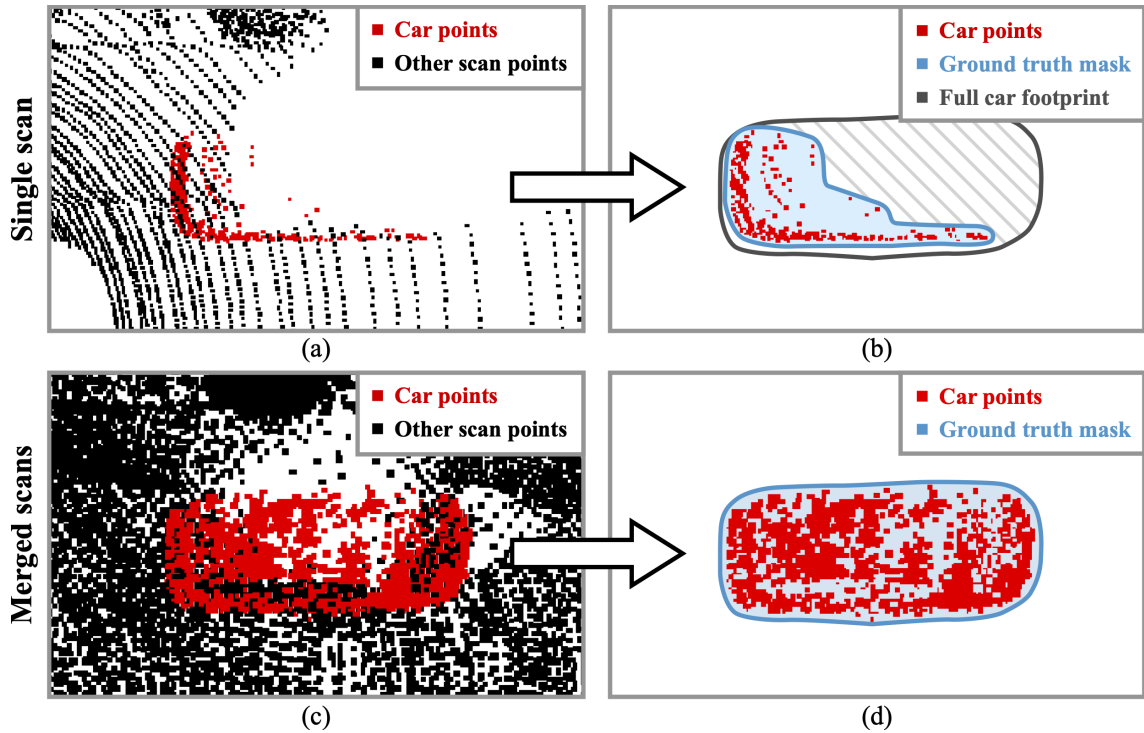 Single scan
Car points
Other scan points
(a)
Car points
Ground truth mask
Full car footprint
(b)
Merged scans
Car points
Other scan points
(c)
Car points
Ground truth mask
(d)